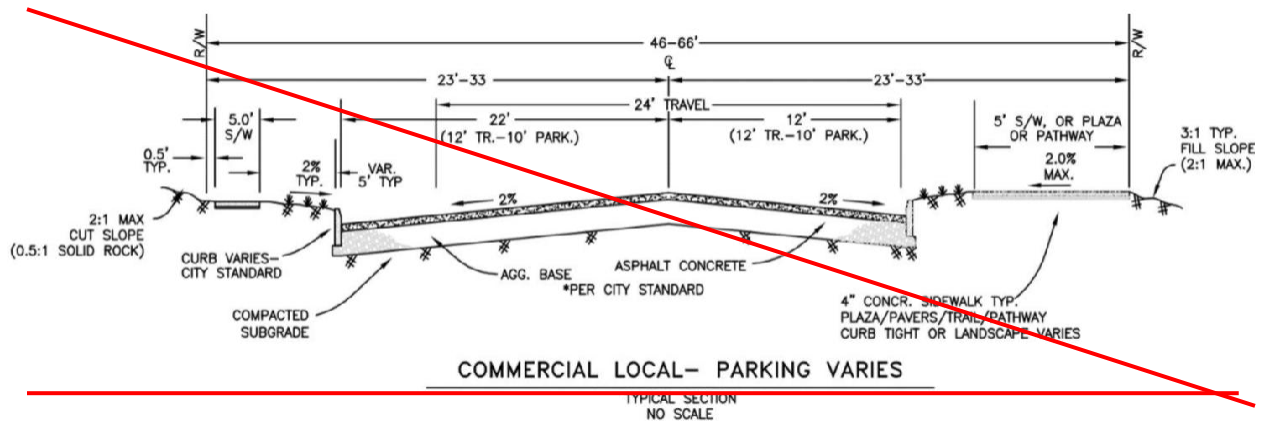 R/W
46-66'
R/W
℄
23'-33
23'-33'
24' TRAVEL
5.0'
S/W
22'
(12' TR.-10' PARK.)
12'
(12' TR.-10' PARK.)
5' S/W, OR PLAZA
OR PATHWAY
0.5'
TYP.
2%
TYP.
VAR.
5' TYP
2.0%
MAX.
3:1 TYP.
FILL SLOPE
(2:1 MAX.)
2%
2%
2:1 MAX
CUT SLOPE
(0.5:1 SOLID ROCK)
CURB VARIES-
CITY STANDARD
AGG. BASE
*PER CITY STANDARD
ASPHALT CONCRETE
COMPACTED
SUBGRADE
4" CONCR. SIDEWALK TYP.
PLAZA/PAVERS/TRAIL/PATHWAY
CURB TIGHT OR LANDSCAPE VARIES
COMMERCIAL LOCAL- PARKING VARIES
TYPICAL SECTION
NO SCALE